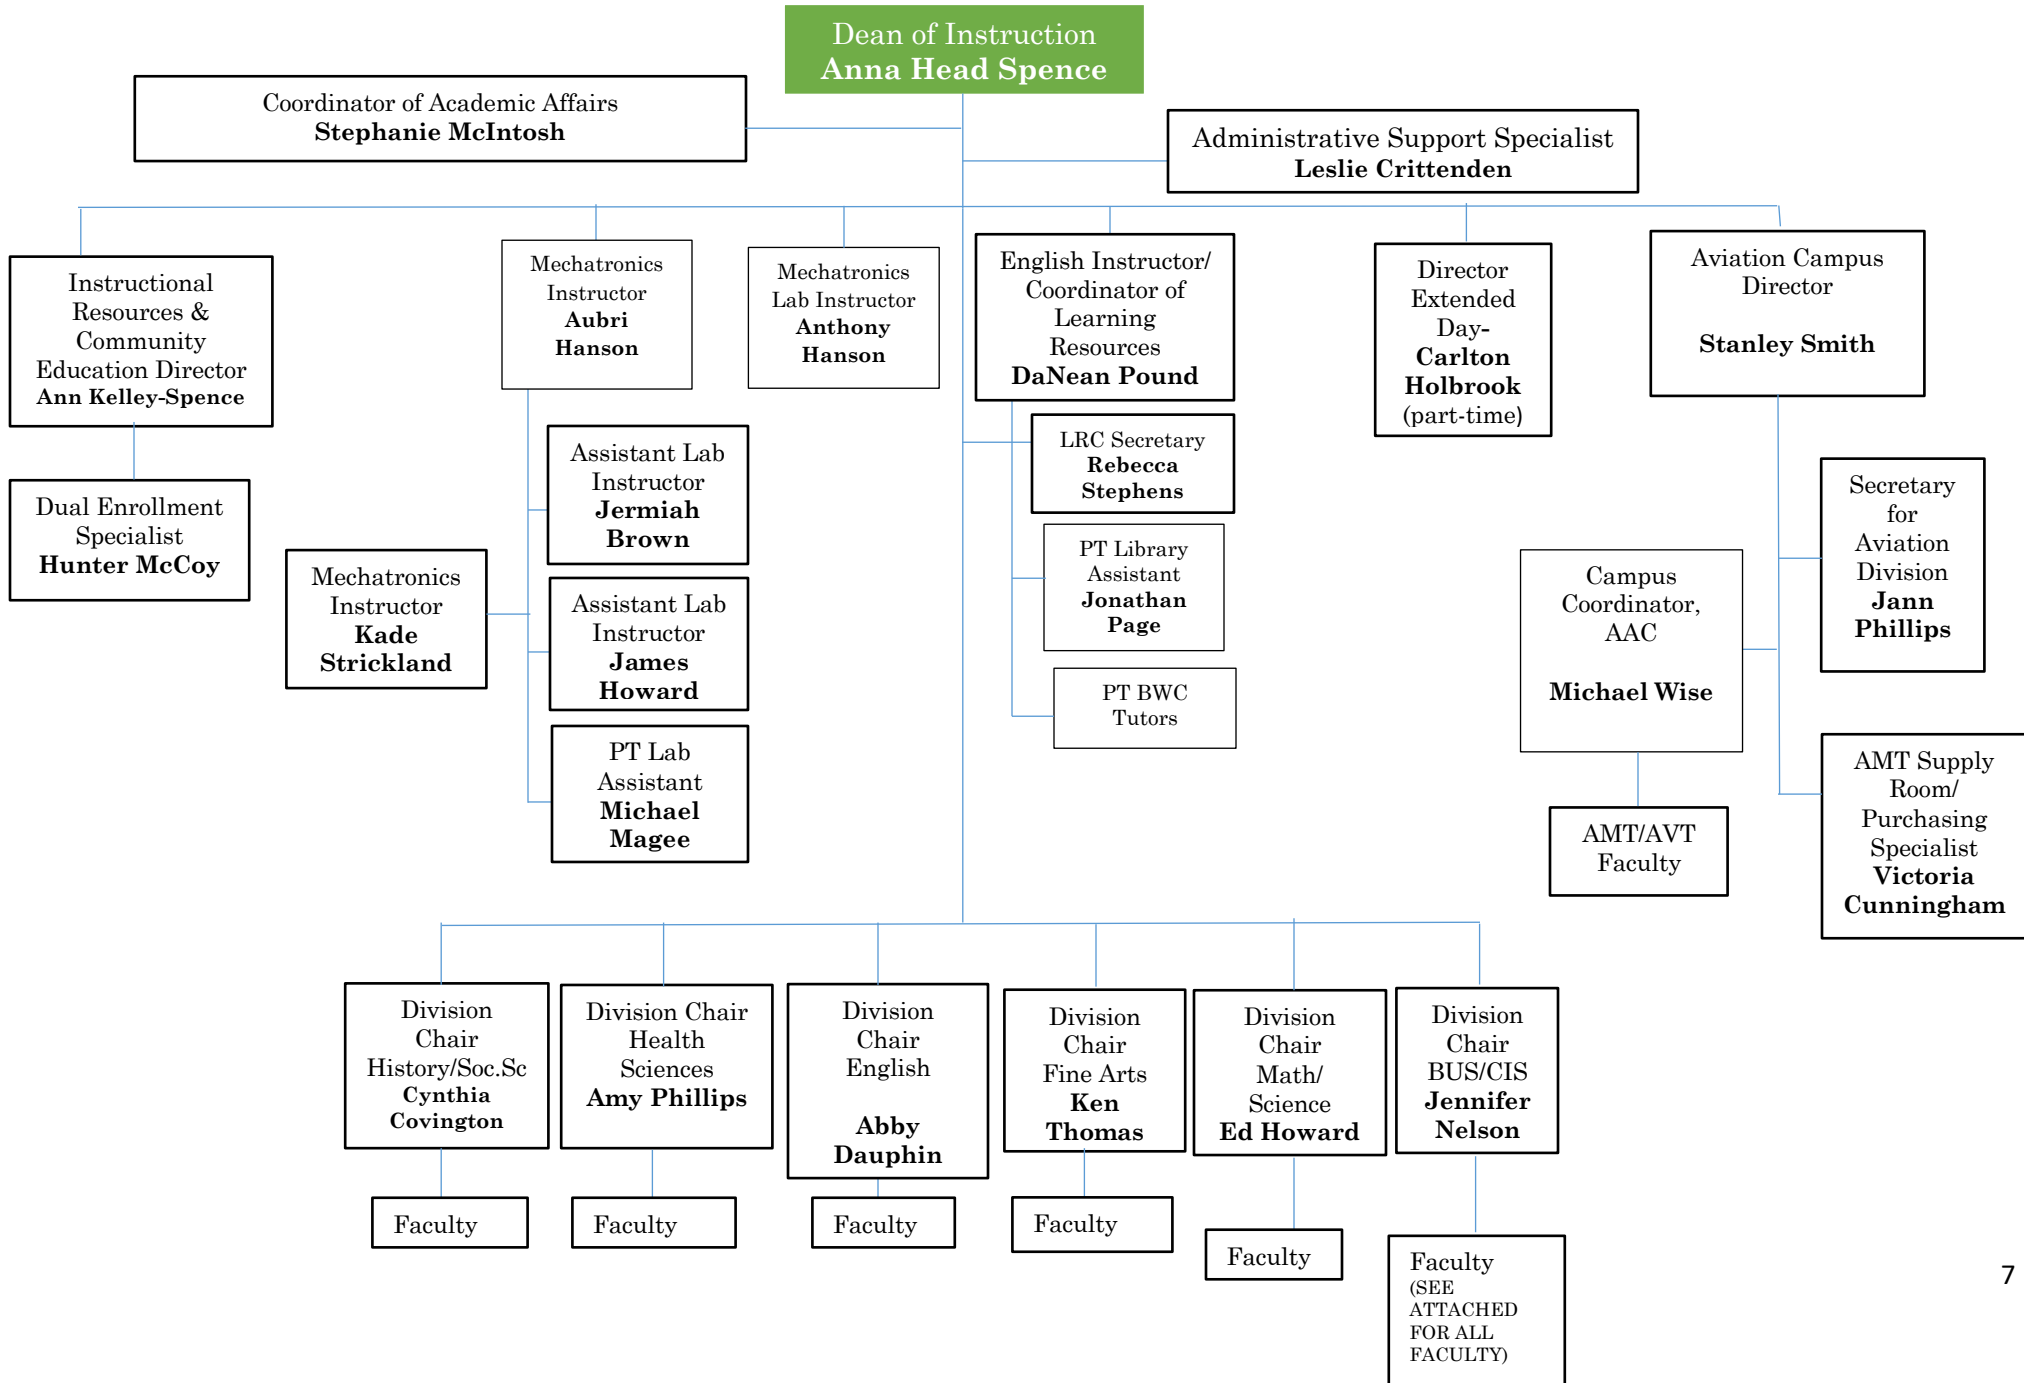 Dean of Instruction
Anna Head Spence
Coordinator of Academic Affairs
Stephanie McIntosh
Administrative Support Specialist
Leslie Crittenden
Instructional
Resources &
Community
Education Director
Ann Kelley-Spence
Mechatronics
Instructor
Aubri
Hanson
Mechatronics
Lab Instructor
Anthony
Hanson
English Instructor/
Coordinator of
Learning
Resources
DaNean Pound
Director
Extended
Day-
Carlton
Holbrook
(part-time)
Aviation Campus
Director
Stanley Smith
Dual Enrollment
Specialist
Hunter McCoy
Mechatronics
Instructor
Kade
Strickland
Assistant Lab
Instructor
Jermiah
Brown
Assistant Lab
Instructor
James
Howard
PT Lab
Assistant
Michael
Magee
LRC Secretary
Rebecca
Stephens
PT Library
Assistant
Jonathan
Page
PT BWC
Tutors
Campus
Coordinator,
AAC
Michael Wise
AMT/AVT
Faculty
Secretary
for
Aviation
Division
Jann
Phillips
AMT Supply
Room/
Purchasing
Specialist
Victoria
Cunningham
Division
Chair
History/Soc.Sc
Cynthia
Covington
Division Chair
Health
Sciences
Amy Phillips
Division
Chair
English
Abby
Dauphin
Division
Chair
Fine Arts
Ken
Thomas
Division
Chair
Math/
Science
Ed Howard
Division
Chair
BUS/CIS
Jennifer
Nelson
Faculty
Faculty
Faculty
Faculty
Faculty
Faculty
(SEE
ATTACHED
FOR ALL
FACULTY)
7